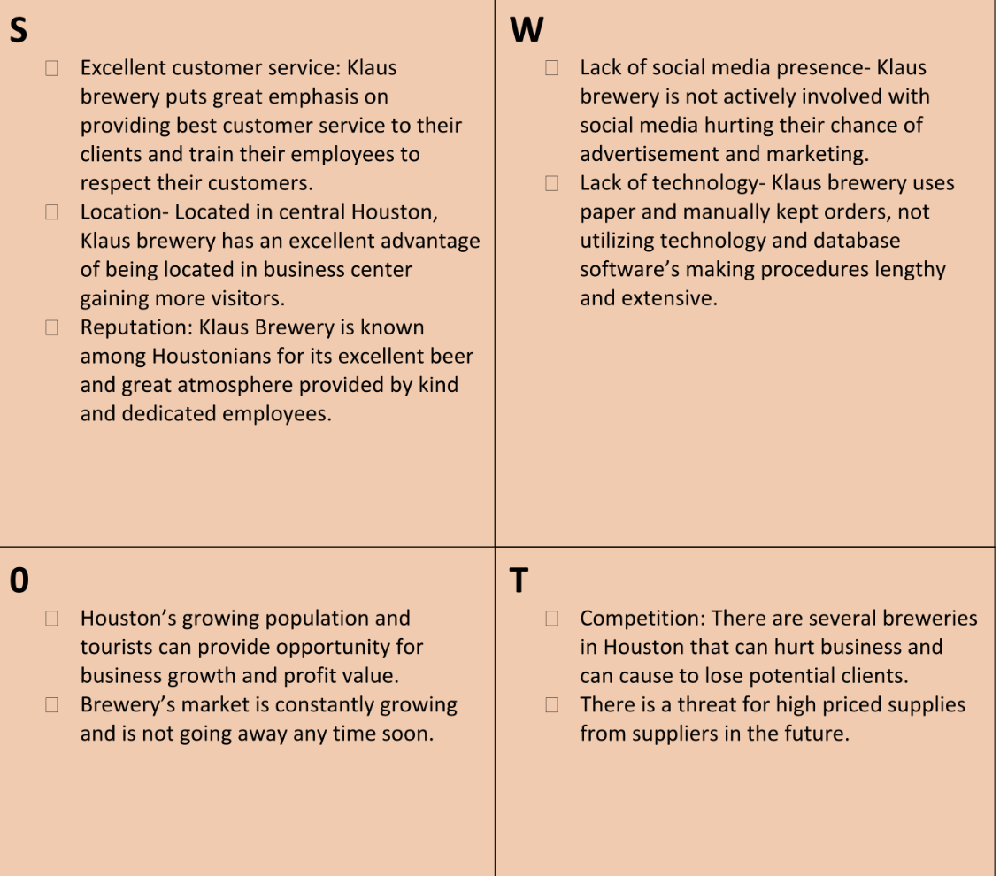 S
Excellent customer service: Klaus
brewery puts great emphasis on
providing best customer service to their
clients and train their employees to
respect their customers.
Location- Located in central Houston,
Klaus brewery has an excellent advantage
of being located in business center
gaining more visitors.
Reputation: Klaus Brewery is known
among Houstonians for its excellent beer
and great atmosphere provided by kind
and dedicated employees.
W
Lack of social media presence- Klaus
brewery is not actively involved with
social media hurting their chance of
advertisement and marketing.
Lack of technology- Klaus brewery uses
paper and manually kept orders, not
utilizing technology and database
software’s making procedures lengthy
and extensive.
0
Houston’s growing population and
tourists can provide opportunity for
business growth and profit value.
Brewery’s market is constantly growing
and is not going away any time soon.
T
Competition: There are several breweries
in Houston that can hurt business and
can cause to lose potential clients.
There is a threat for high priced supplies
from suppliers in the future.